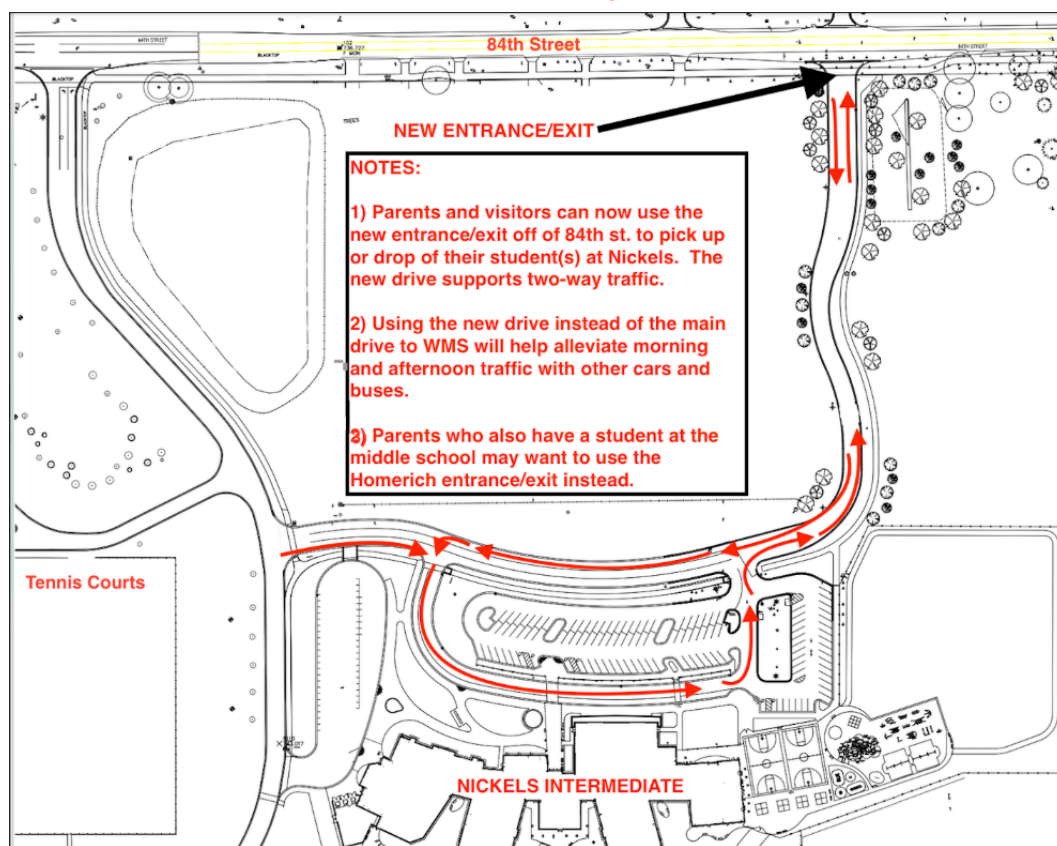 84TH STREET
84th Street
84TH STREET
BLACKTOP
BLACKTOP
BLACKTOP
TREES
NEW ENTRANCE/EXIT
NOTES:
1) Parents and visitors can now use the
new entrance/exit off of 84th st. to pick up
or drop of their student(s) at Nickels. The
new drive supports two-way traffic.
2) Using the new drive instead of the main
drive to WMS will help alleviate morning
and afternoon traffic with other cars and
buses.
3) Parents who also have a student at the
middle school may want to use the
Homerich entrance/exit instead.
Tennis Courts
NICKELS INTERMEDIATE